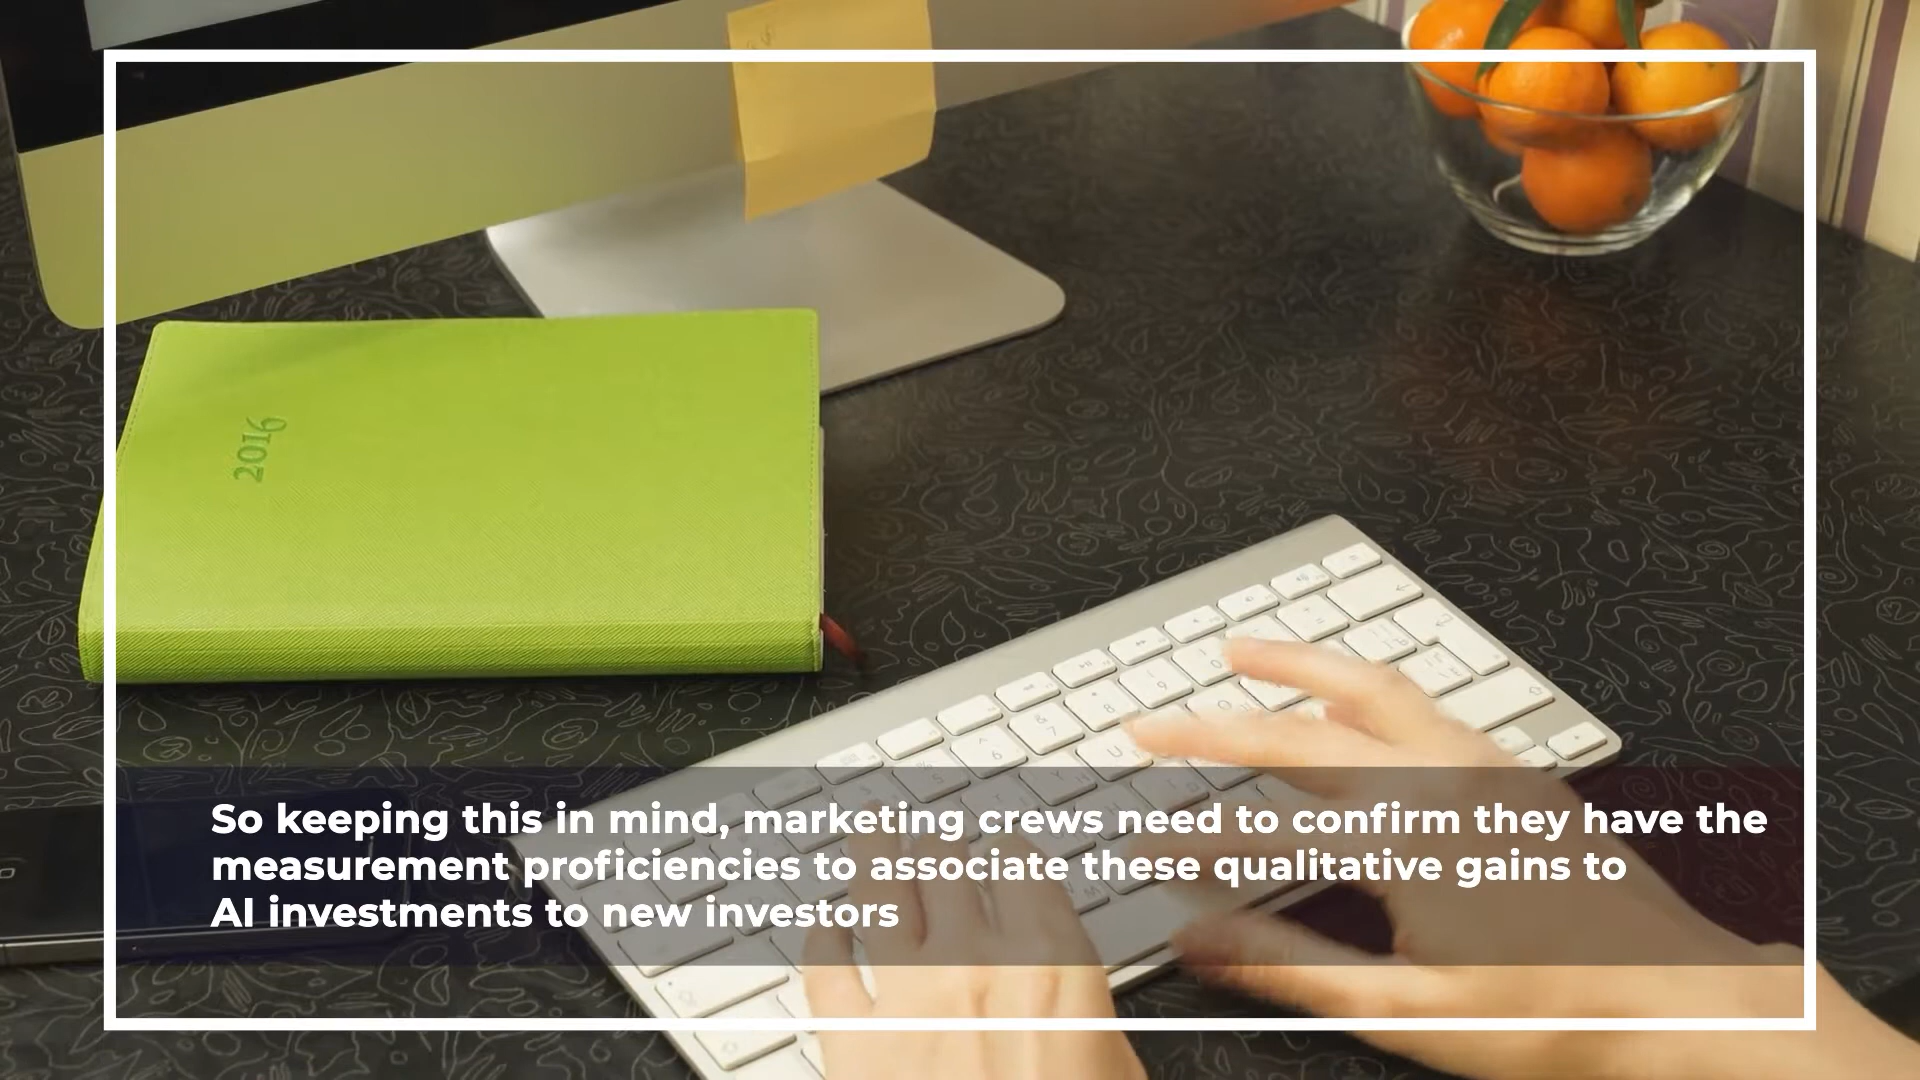 2016
So keeping this in mind, marketing crews need to confirm they have the
measurement proficiencies to associate these qualitative gains to
AI investments to new investors